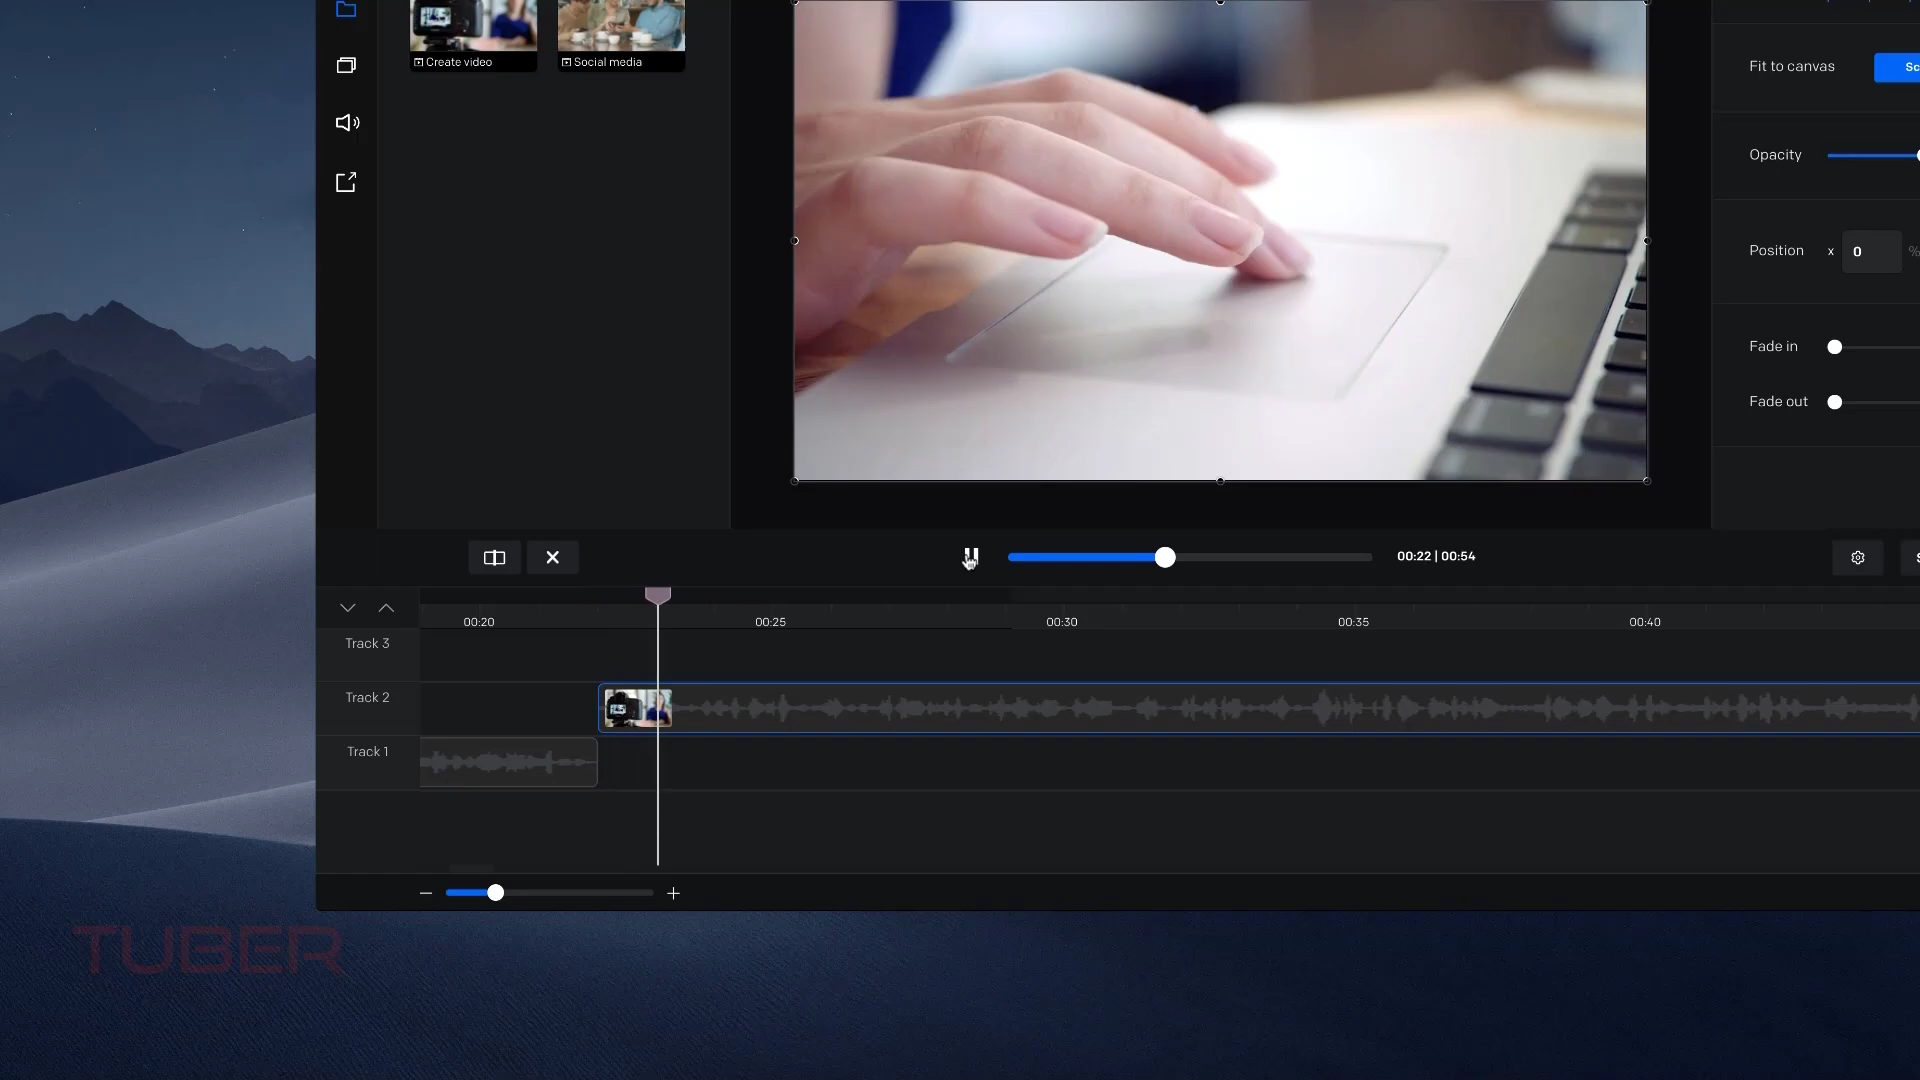 Create video
Social media
Fit to canvas
Sc
Opacity
Position x 0 %
Fade in
Fade out
00:22 | 00:54
00:20 00:25 00:30 00:35 00:40
Track 3
Track 2
Track 1
TUBER